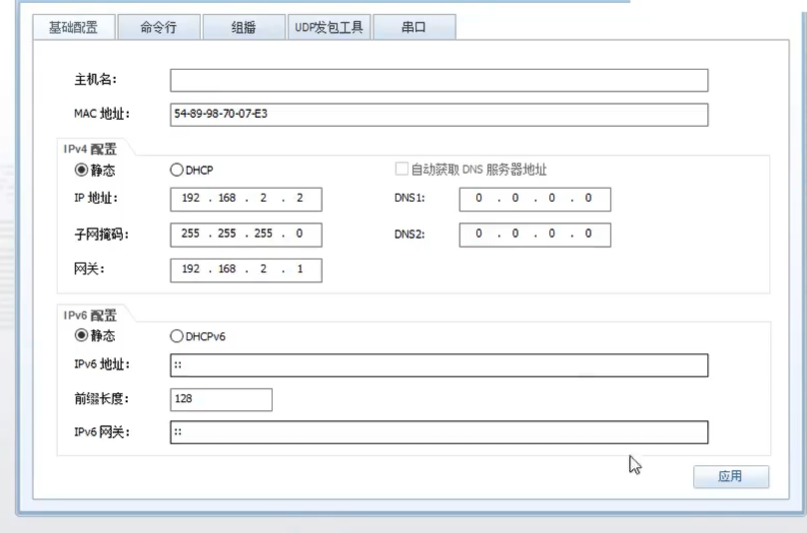 基础配置 命令行 组播 UDP发包工具 串口
主机名：
MAC 地址： 54-89-98-70-07-E3
IPv4 配置
静态 DHCP 自动获取 DNS 服务器地址
IP 地址： 192 . 168 . 2 . 2 DNS1: 0 . 0 . 0 . 0
子网掩码： 255 . 255 . 255 . 0 DNS2: 0 . 0 . 0 . 0
网关： 192 . 168 . 2 . 1
IPv6 配置
静态 DHCPv6
IPv6 地址： ::
前缀长度： 128
IPv6 网关： ::
应用